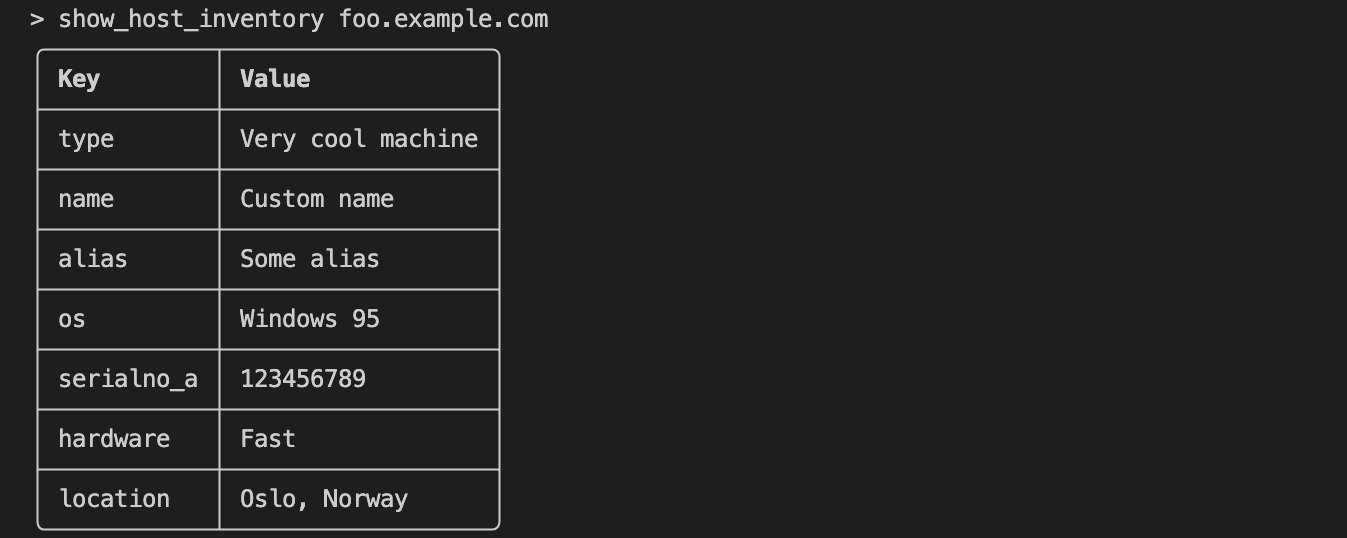 > show_host_inventory foo.example.com
Key Value
type Very cool machine
name Custom name
alias Some alias
os Windows 95
serialno_a 123456789
hardware Fast
location Oslo, Norway